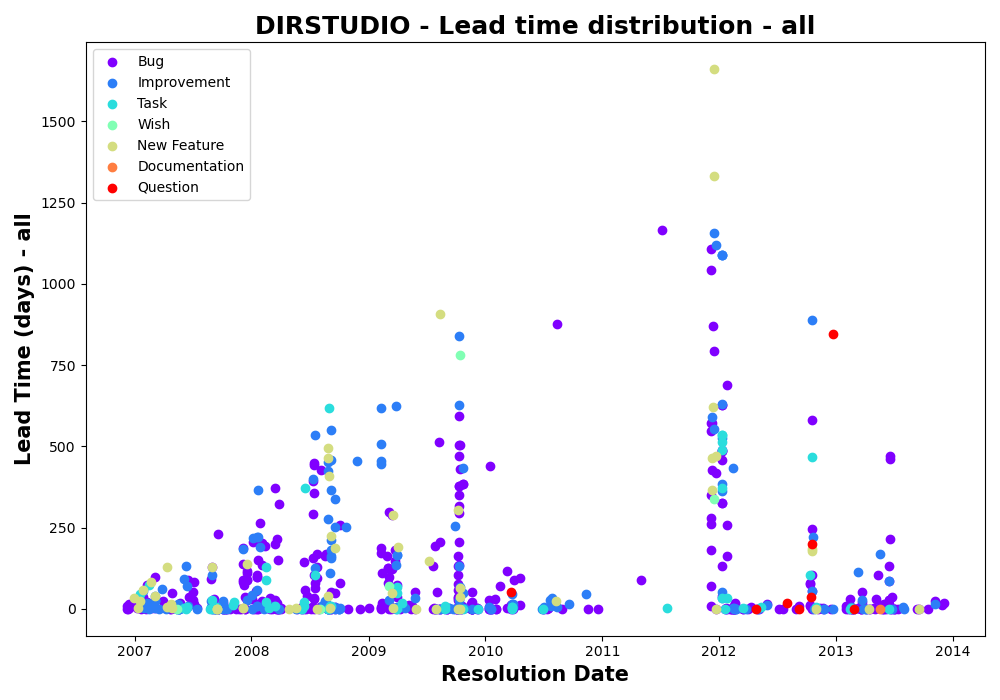 DIRSTUDIO - Lead time distribution - all
Bug
Improvement
Task
Wish
New Feature
Documentation
Question
1500
1250
1000
750
500
250
0
Lead Time (days) - all
2007 2008 2009 2010 2011 2012 2013 2014
Resolution Date